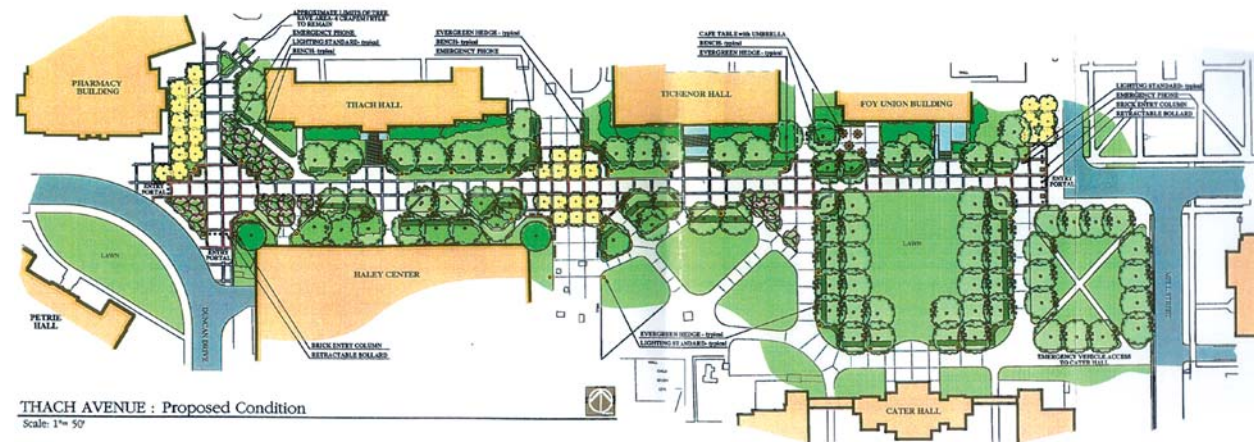 APPROXIMATE LIMITS OF TREE
SAVE AREA: 4 CRAPEMYRTLE
TO REMAIN
EMERGENCY PHONE
LIGHTING STANDARD- typical
BENCH- typical
EVERGREEN HEDGE - typical
BENCH- typical
EMERGENCY PHONE
CAFE TABLE with UMBRELLA
BENCH- typical
EVERGREEN HEDGE - typical
LIGHTING STANDARD- typical
EMERGENCY PHONE
BRICK ENTRY COLUMN
RETRACTABLE BOLLARD
PHARMACY
BUILDING
THACH HALL
TICHENOR HALL
FOY UNION BUILDING
ENTRY
PORTAL
ENTRY
PORTAL
ENTRY
PORTAL
LAWN
LAWN
HALEY CENTER
PETRIE
HALL
DUNCAN DRIVE
BRICK ENTRY COLUMN
RETRACTABLE BOLLARD
EVERGREEN HEDGE - typical
LIGHTING STANDARD- typical
EMERGENCY VEHICLE ACCESS
TO CATER HALL
CATER HALL
THACH AVENUE : Proposed Condition
Scale: 1"= 50'